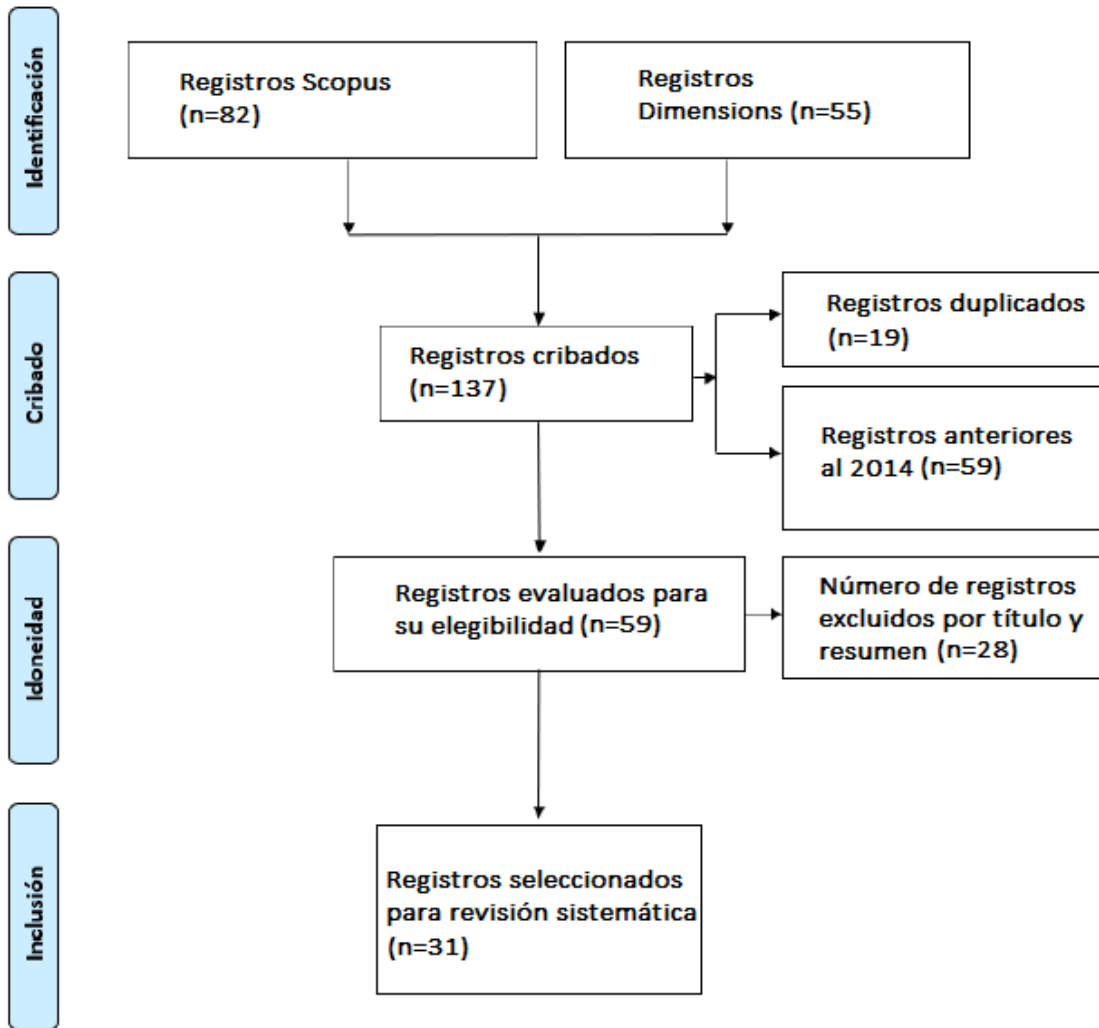 Identificación
Registros Scopus
(n=82)
Registros
Dimensions (n=55)
Cribado
Registros cribados
(n=137)
Registros duplicados
(n=19)
Registros anteriores
al 2014 (n=59)
Idoneidad
Registros evaluados para
su elegibilidad (n=59)
Número de registros
excluidos por título y
resumen (n=28)
Inclusión
Registros seleccionados
para revisión sistemática
(n=31)